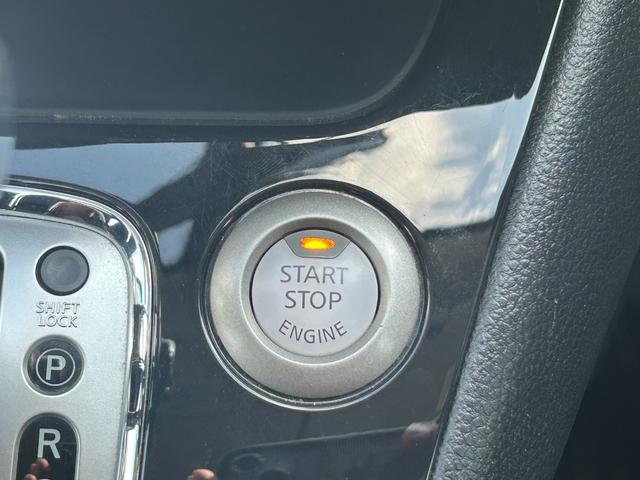 START
STOP
ENGINE
SHIFT
LOCK
P
R